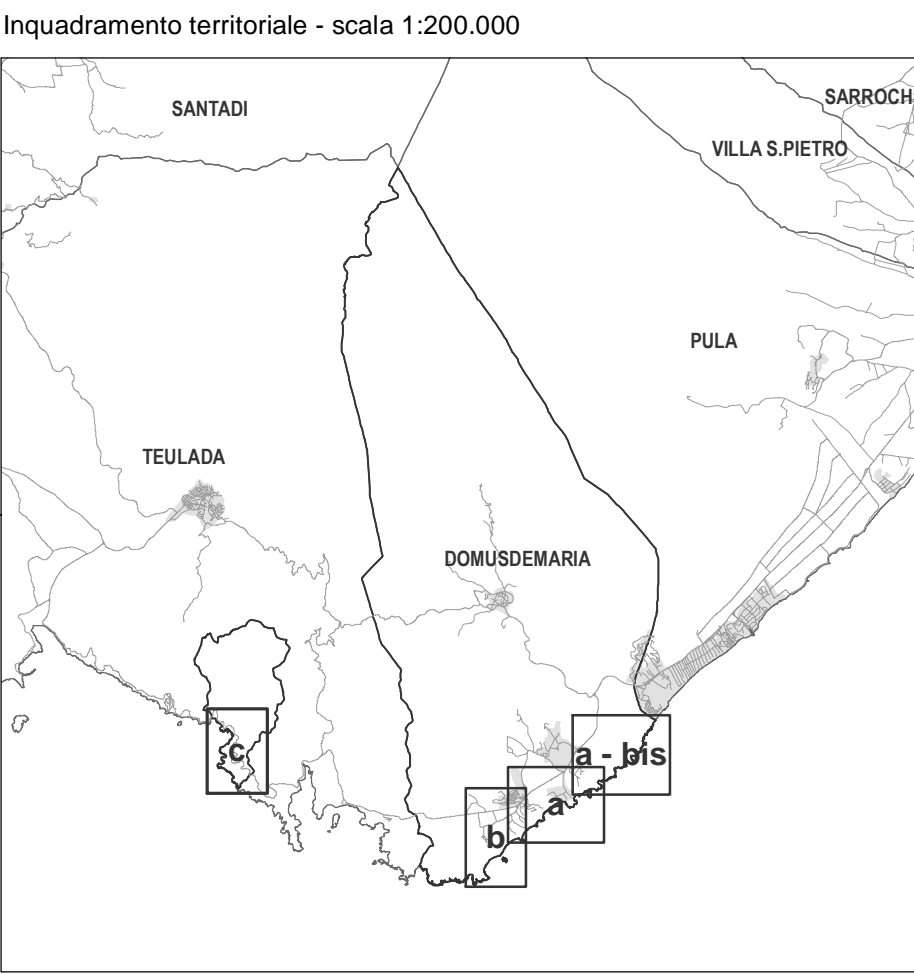 Inquadramento territoriale - scala 1:200.000
SARROCH
SANTADI
VILLA S.PIETRO
PULA
TEULADA
DOMUSDEMARIA
c
a - bis
a
b